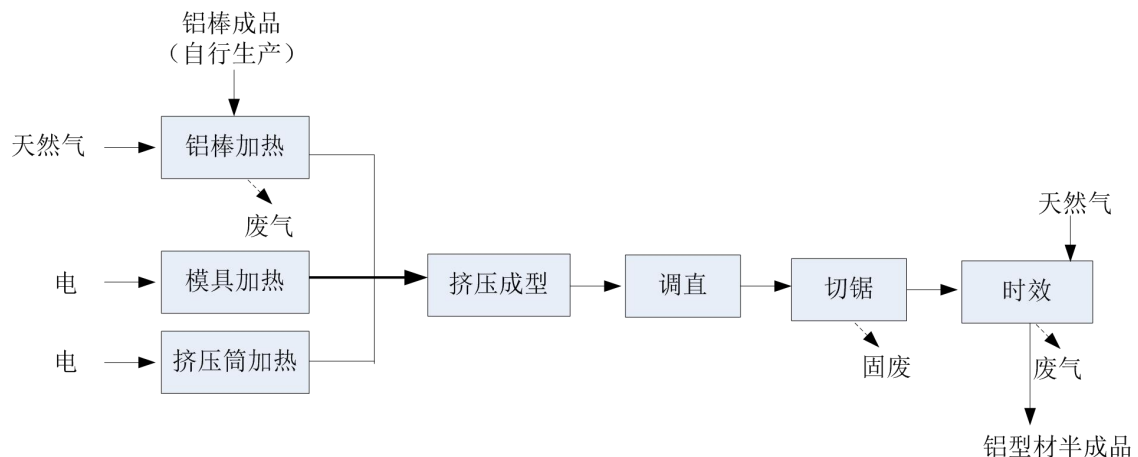 铝棒成品
（自行生产）
天然气
铝棒加热
废气
天然气
电
模具加热
挤压成型
调直
切锯
时效
电
挤压筒加热
固废
废气
铝型材半成品